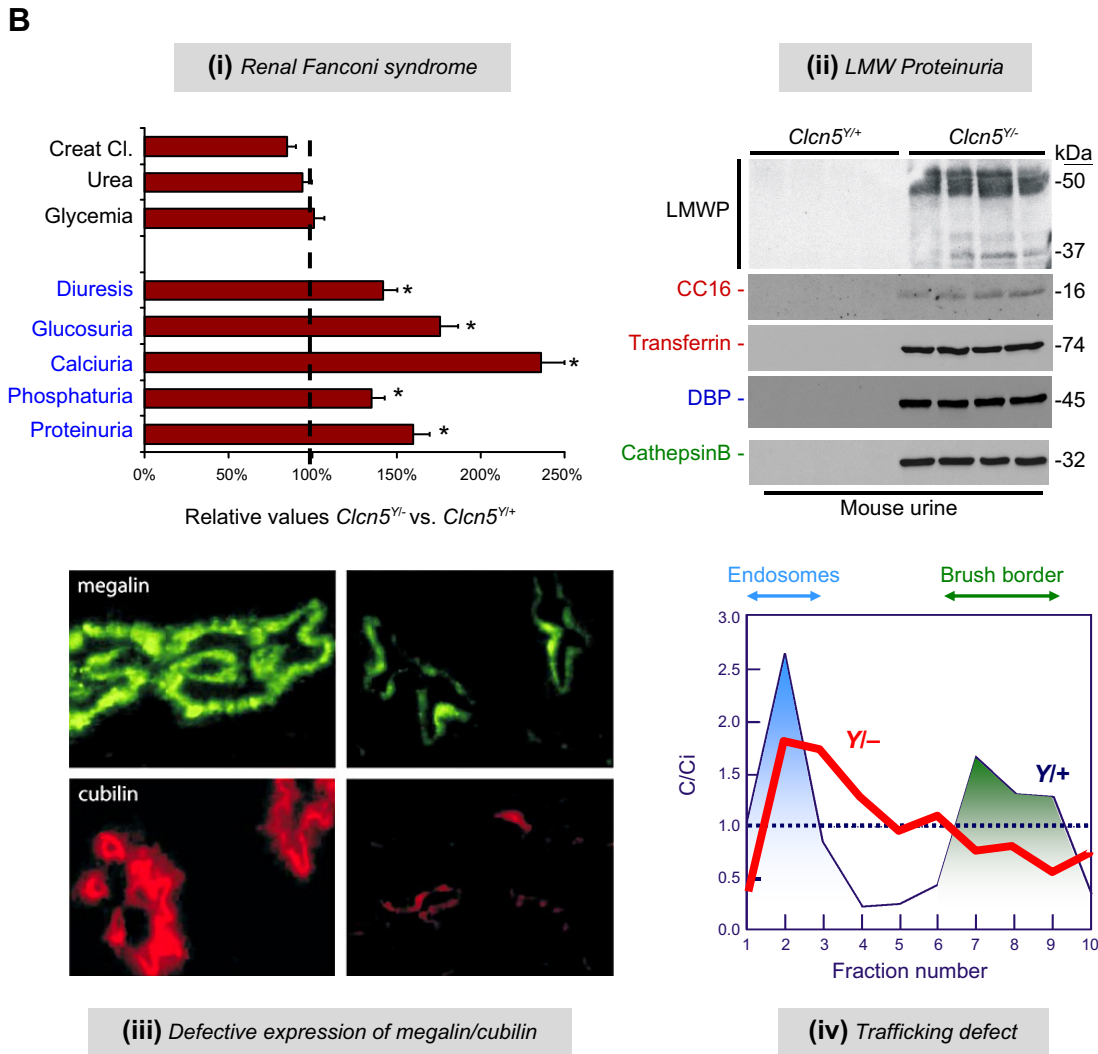 B
(i) Renal Fanconi syndrome
Creat Cl.
Urea
Glycemia
Diuresis *
Glucosuria *
Calciuria *
Phosphaturia *
Proteinuria *
0% 50% 100% 150% 200% 250%
Relative values Clcn5Y/- vs. Clcn5Y/+
(ii) LMW Proteinuria
Clcn5Y/+ Clcn5Y/-
kDa
LMWP
-50
-37
CC16 - -16
Transferrin - -74
DBP - -45
CathepsinB - -32
Mouse urine
megalin
cubilin
(iii) Defective expression of megalin/cubilin
Endosomes Brush border
3.0
2.5
2.0
1.5
1.0
0.5
0.0
C/Ci
Y/–
Y/+
1 2 3 4 5 6 7 8 9 10
Fraction number
(iv) Trafficking defect